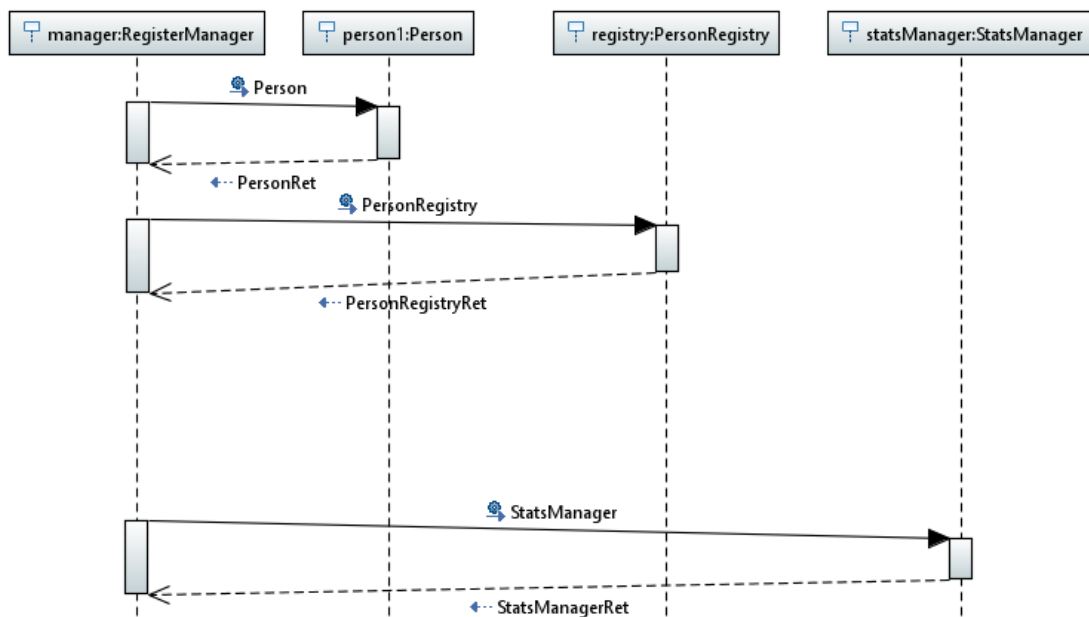 manager:RegisterManager
person1:Person
registry:PersonRegistry
statsManager:StatsManager
Person
PersonRet
PersonRegistry
PersonRegistryRet
StatsManager
StatsManagerRet